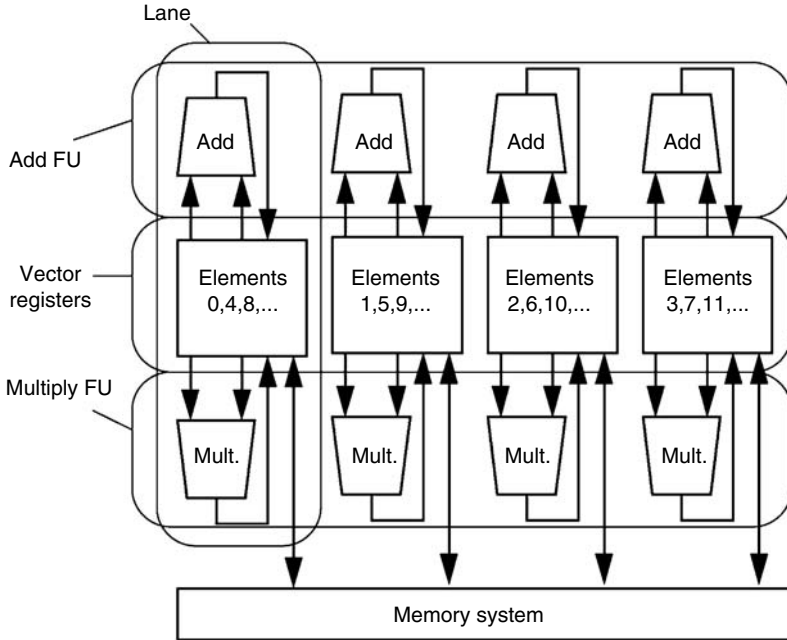 Lane
Add
Add
Add
Add
Add FU
Vector
registers
Elements
0,4,8,...
Elements
1,5,9,...
Elements
2,6,10,...
Elements
3,7,11,...
Multiply FU
Mult.
Mult.
Mult.
Mult.
Memory system